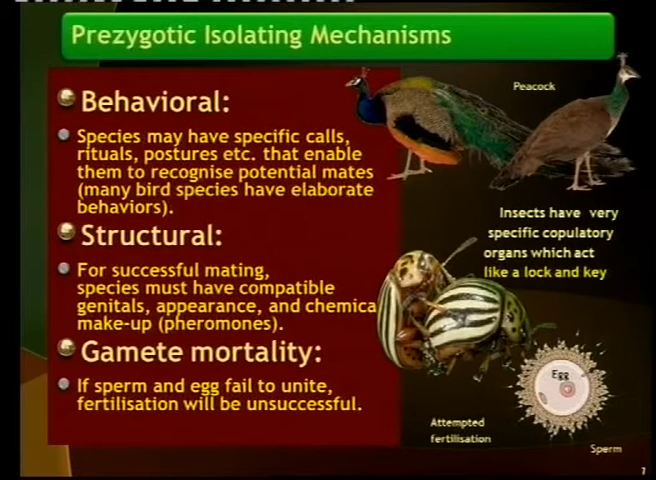 Prezygotic Isolating Mechanisms
Behavioral:
Species may have specific calls,
rituals, postures etc. that enable
them to recognise potential mates
(many bird species have elaborate
behaviors).
Structural:
For successful mating,
species must have compatible
genitals, appearance, and chemica
make-up (pheromones).
Gamete mortality:
If sperm and egg fail to unite,
fertilisation will be unsuccessful.
Peacock
Insects have very
specific copulatory
organs which act
like a lock and key
Egg
Attempted
fertilisation
Sperm
7